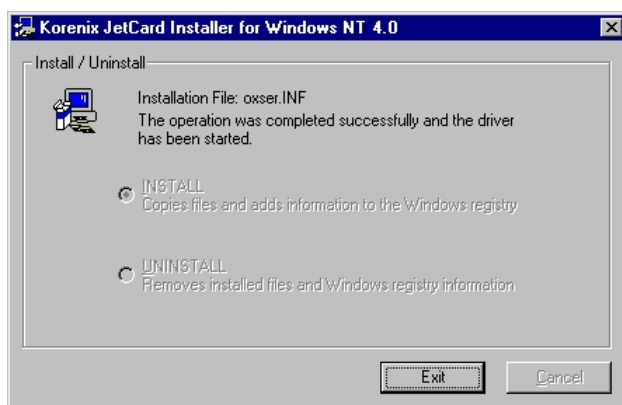 Korenix JetCard Installer for Windows NT 4.0
Install / Uninstall
Installation File: oxser.INF
The operation was completed successfully and the driver
has been started.
INSTALL
Copies files and adds information to the Windows registry
UNINSTALL
Removes installed files and Windows registry information
Exit
Cancel